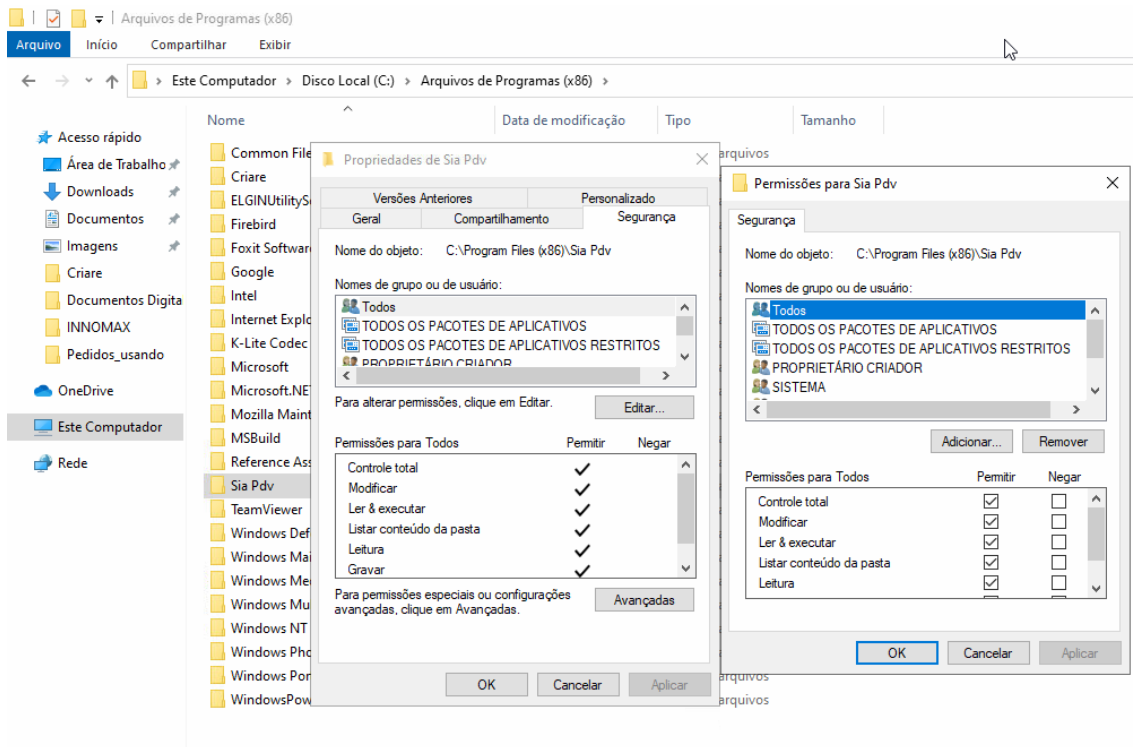 Arquivos de Programas (x86)
Arquivo Início Compartilhar Exibir
Este Computador > Disco Local (C:) > Arquivos de Programas (x86) >
Nome Data de modificação Tipo Tamanho
Acesso rápido
Área de Trabalho
Downloads
Documentos
Imagens
Criare
Documentos Digita
INNOMAX
Pedidos_usando
OneDrive
Este Computador
Rede
Common File
Criare
ELGINUtilityS
Firebird
Foxit Softwar
Google
Intel
Internet Explo
K-Lite Codec
Microsoft
Microsoft.NE
Mozilla Maint
MSBuild
Reference Ass
Sia Pdv
TeamViewer
Windows Def
Windows Mai
Windows Me
Windows Mu
Windows NT
Windows Pho
Windows Por
WindowsPow
arquivos
arquivos
arquivos
Propriedades de Sia Pdv
Versões Anteriores Personalizado
Geral Compartilhamento Segurança
Nome do objeto: C:\Program Files (x86)\Sia Pdv
Nomes de grupo ou de usuário:
Todos
TODOS OS PACOTES DE APLICATIVOS
TODOS OS PACOTES DE APLICATIVOS RESTRITOS
PROPRIETÁRIO CRIADOR
Para alterar permissões, clique em Editar. Editar...
Permissões para Todos Permitir Negar
Controle total
Modificar
Ler & executar
Listar conteúdo da pasta
Leitura
Gravar
Para permissões especiais ou configurações
avançadas, clique em Avançadas. Avançadas
OK Cancelar Aplicar
Permissões para Sia Pdv
Segurança
Nome do objeto: C:\Program Files (x86)\Sia Pdv
Nomes de grupo ou de usuário:
Todos
TODOS OS PACOTES DE APLICATIVOS
TODOS OS PACOTES DE APLICATIVOS RESTRITOS
PROPRIETÁRIO CRIADOR
SISTEMA
Adicionar... Remover
Permissões para Todos Permitir Negar
Controle total
Modificar
Ler & executar
Listar conteúdo da pasta
Leitura
OK Cancelar Aplicar